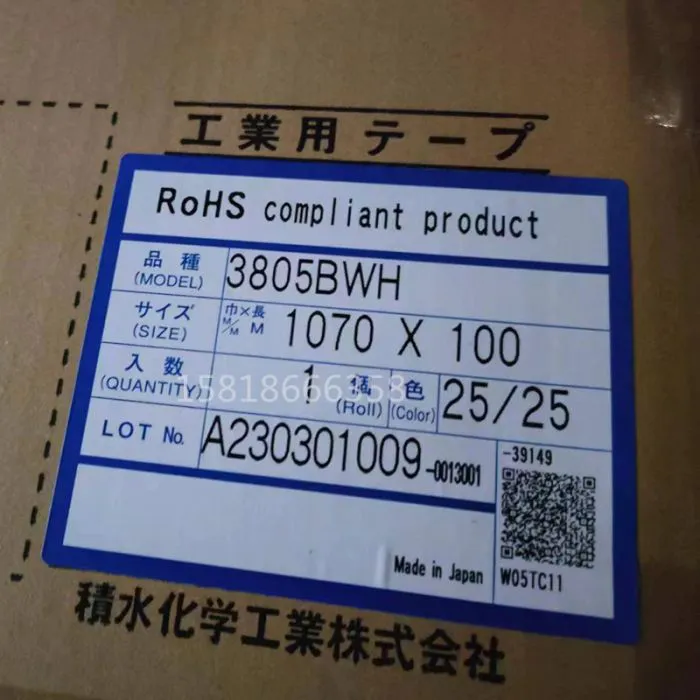 工業用テープ
RoHS compliant product
品種 (MODEL) 3805BWH
サイズ (SIZE) 巾×長 M/M M 1070 X 100
入数 (QUANTITY) 1 個 (Roll) 色 (Color) 25/25
15818666358
LOT No. A230301009-0013001
-39149
Made in Japan W05TC11
積水化学工業株式会社